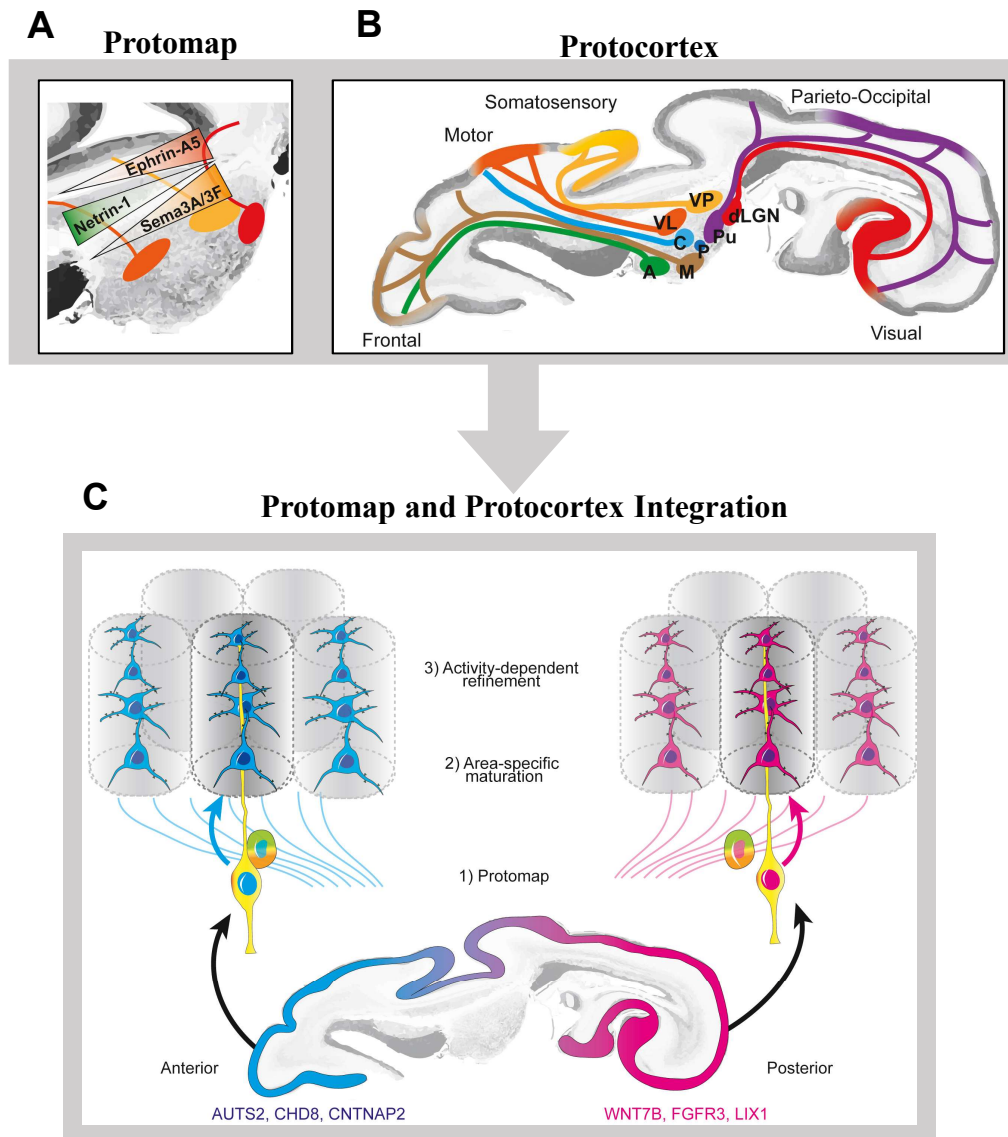 A
Protomap
Ephrin-A5
Netrin-1
Sema3A/3F
B
Protocortex
Somatosensory
Parieto-Occipital
Motor
VP
VL
dLGN
C
Pu
P
A
M
Frontal
Visual
C
Protomap and Protocortex Integration
3) Activity-dependent
refinement
2) Area-specific
maturation
1) Protomap
Anterior
Posterior
AUTS2, CHD8, CNTNAP2
WNT7B, FGFR3, LIX1